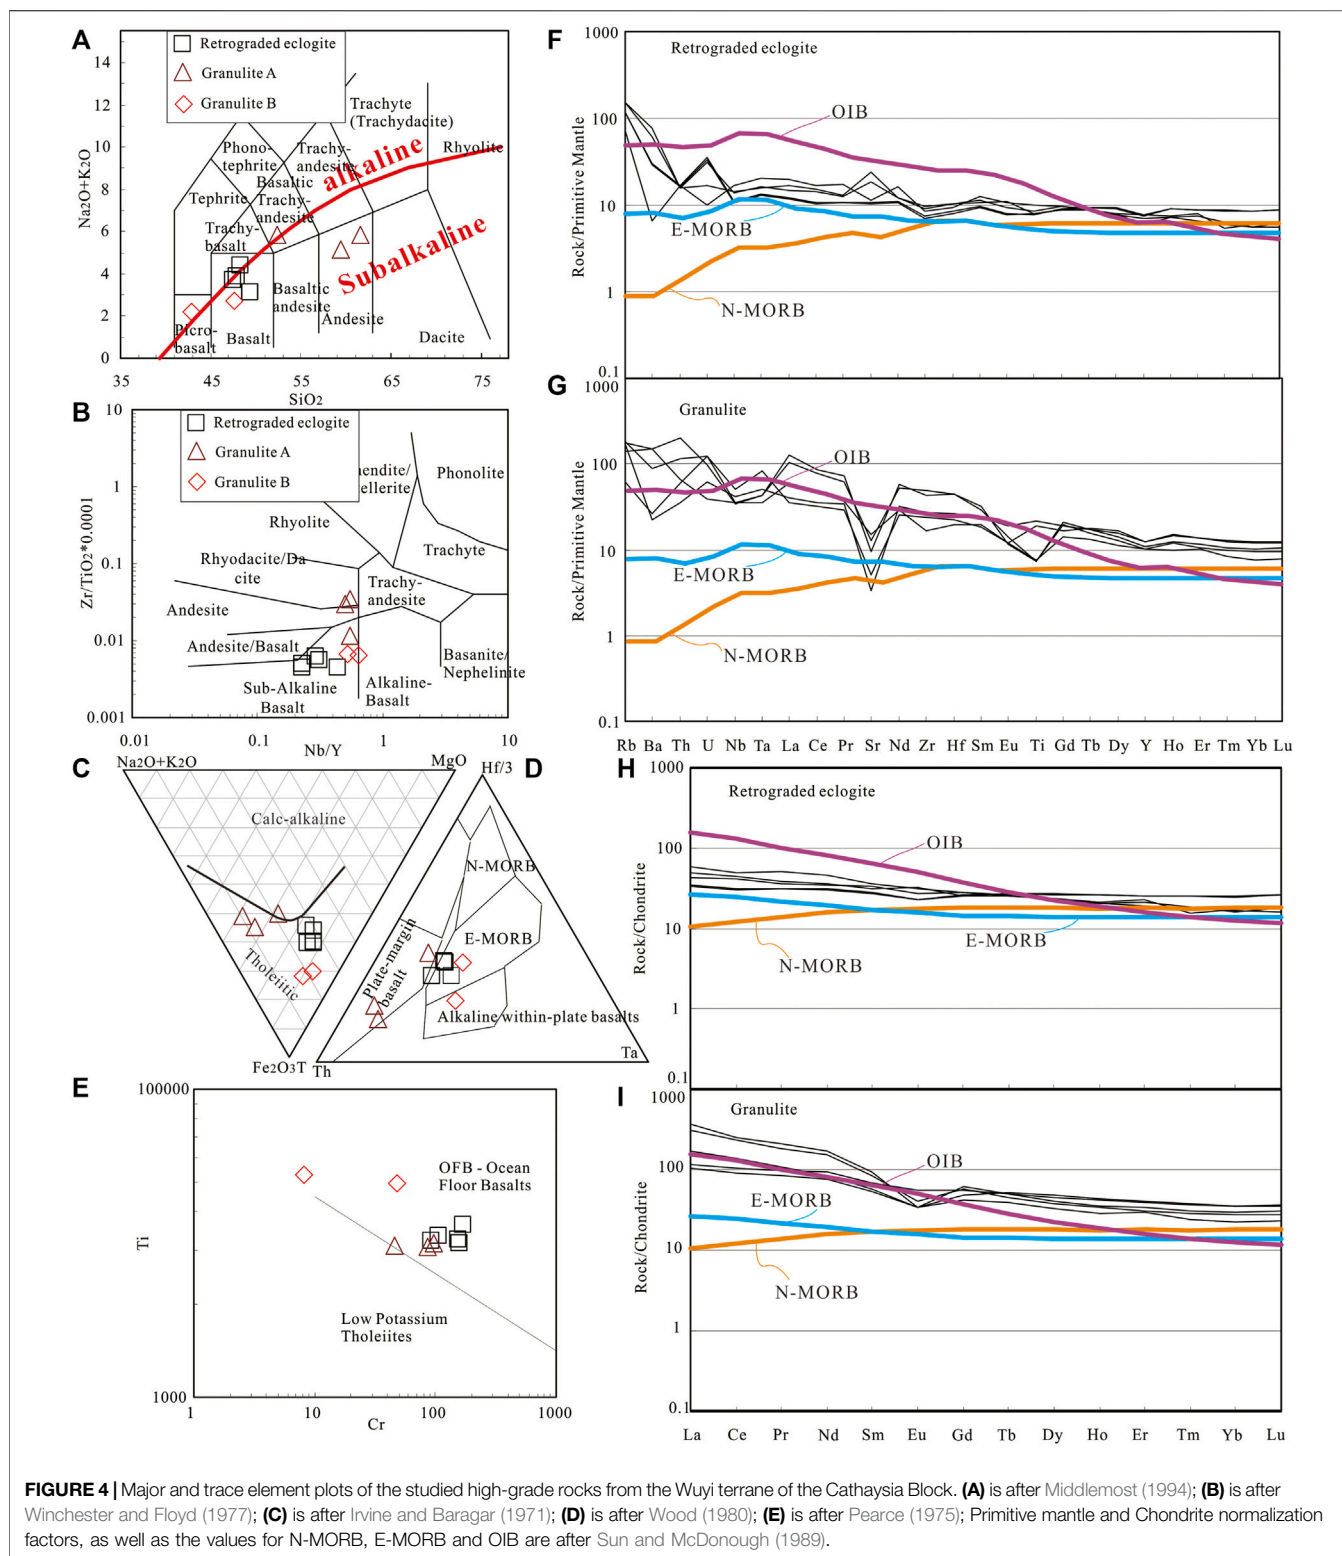 A
Retrograded eclogite
Granulite A
Granulite B
14
12
10
8
6
4
2
0
Na2O+K2O
Trachyte
(Trachydacite)
Phono-
tephrite
Trachy-
andesite
alkaline
Rhyolite
Tephrite
Basaltic
Trachy-
andesite
Trachy-
basalt
Subalkaline
Basaltic
andesite
Picro-
basalt
Basalt
Andesite
Dacite
35
45
55
65
75
SiO2
B
Retrograded eclogite
Granulite A
Granulite B
10
1
0.1
0.01
0.001
Zr/TiO2*0.0001
hendite/
ellerite
Phonolite
Rhyolite
Trachyte
Rhyodacite/Da
cite
Trachy-
andesite
Andesite
Andesite/Basalt
Basanite/
Nephelinite
Sub-Alkaline
Basalt
Alkaline-
Basalt
0.01
0.1
1
10
Nb/Y
C
Na2O+K2O
MgO
Calc-alkaline
Tholeiitic
Fe2O3T
D
Hf/3
N-MORB
E-MORB
Plate-margin
basalt
Alkaline within-plate basalts
Th
Ta
E
100000
1000
Ti
OFB - Ocean
Floor Basalts
Low Potassium
Tholeiites
1
10
100
1000
Cr
F
1000
100
10
1
0.1
Rock/Primitive Mantle
Retrograded eclogite
OIB
E-MORB
N-MORB
G
1000
100
10
1
0.1
Rock/Primitive Mantle
Granulite
OIB
E-MORB
N-MORB
Rb Ba Th U Nb Ta La Ce Pr Sr Nd Zr Hf Sm Eu Ti Gd Tb Dy Y Ho Er Tm Yb Lu
H
1000
100
10
1
0.1
Rock/Chondrite
Retrograded eclogite
OIB
E-MORB
N-MORB
I
1000
100
10
1
0.1
Rock/Chondrite
Granulite
OIB
E-MORB
N-MORB
La Ce Pr Nd Sm Eu Gd Tb Dy Ho Er Tm Yb Lu
FIGURE 4 | Major and trace element plots of the studied high-grade rocks from the Wuyi terrane of the Cathaysia Block. (A) is after Middlemost (1994); (B) is after
Winchester and Floyd (1977); (C) is after Irvine and Baragar (1971); (D) is after Wood (1980); (E) is after Pearce (1975); Primitive mantle and Chondrite normalization
factors, as well as the values for N-MORB, E-MORB and OIB are after Sun and McDonough (1989).